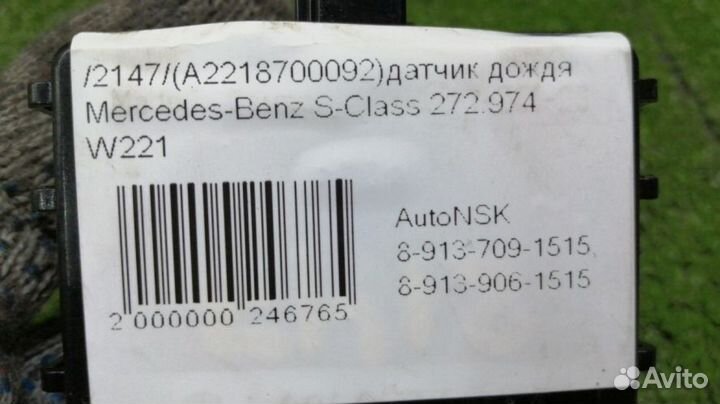 /2147/(A2218700092)датчик дождя
Mercedes-Benz S-Class 272.974
W221
AutoNSK
8-913-709-1515,
8-913-906-1515
2 000000 246765
Avito